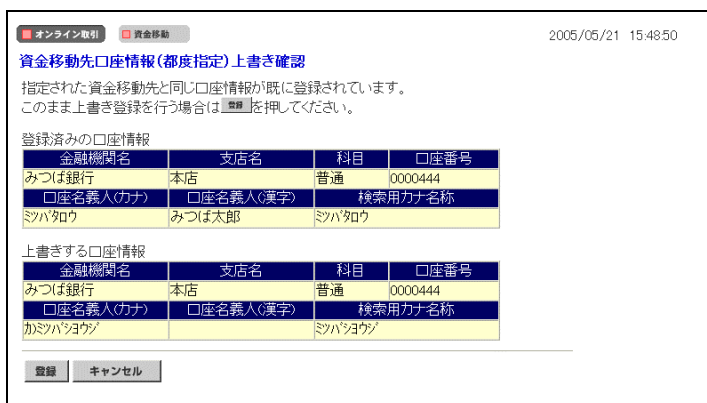 オンライン取引 資金移動 2005/05/21 15:48:50
資金移動先口座情報(都度指定)上書き確認
指定された資金移動先と同じ口座情報が既に登録されています。
このまま上書き登録を行う場合は 登録 を押してください。
登録済みの口座情報
金融機関名 支店名 科目 口座番号
みつば銀行 本店 普通 0000444
口座名義人(カナ) 口座名義人(漢字) 検索用カナ名称
ミツバタロウ みつば太郎 ミツバタロウ
上書きする口座情報
金融機関名 支店名 科目 口座番号
みつば銀行 本店 普通 0000444
口座名義人(カナ) 口座名義人(漢字) 検索用カナ名称
カ)ミツバシヨウジ ミツバシヨウジ
登録 キャンセル